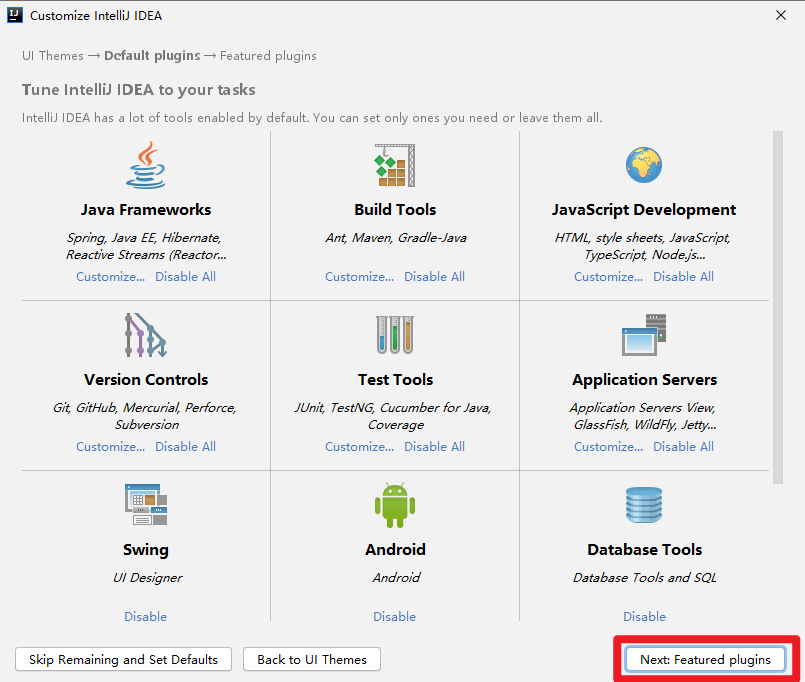 Customize IntelliJ IDEA
UI Themes → Default plugins → Featured plugins
Tune IntelliJ IDEA to your tasks
IntelliJ IDEA has a lot of tools enabled by default. You can set only ones you need or leave them all.
Java Frameworks
Spring, Java EE, Hibernate,
Reactive Streams (Reactor...
Customize... Disable All
Build Tools
Ant, Maven, Gradle-Java
Customize... Disable All
JavaScript Development
HTML, style sheets, JavaScript,
TypeScript, Node.js...
Customize... Disable All
Version Controls
Git, GitHub, Mercurial, Perforce,
Subversion
Customize... Disable All
Test Tools
JUnit, TestNG, Cucumber for Java,
Coverage
Customize... Disable All
Application Servers
Application Servers View,
GlassFish, WildFly, Jetty...
Customize... Disable All
Swing
UI Designer
Disable
Android
Android
Disable
Database Tools
Database Tools and SQL
Disable
Skip Remaining and Set Defaults
Back to UI Themes
Next: Featured plugins